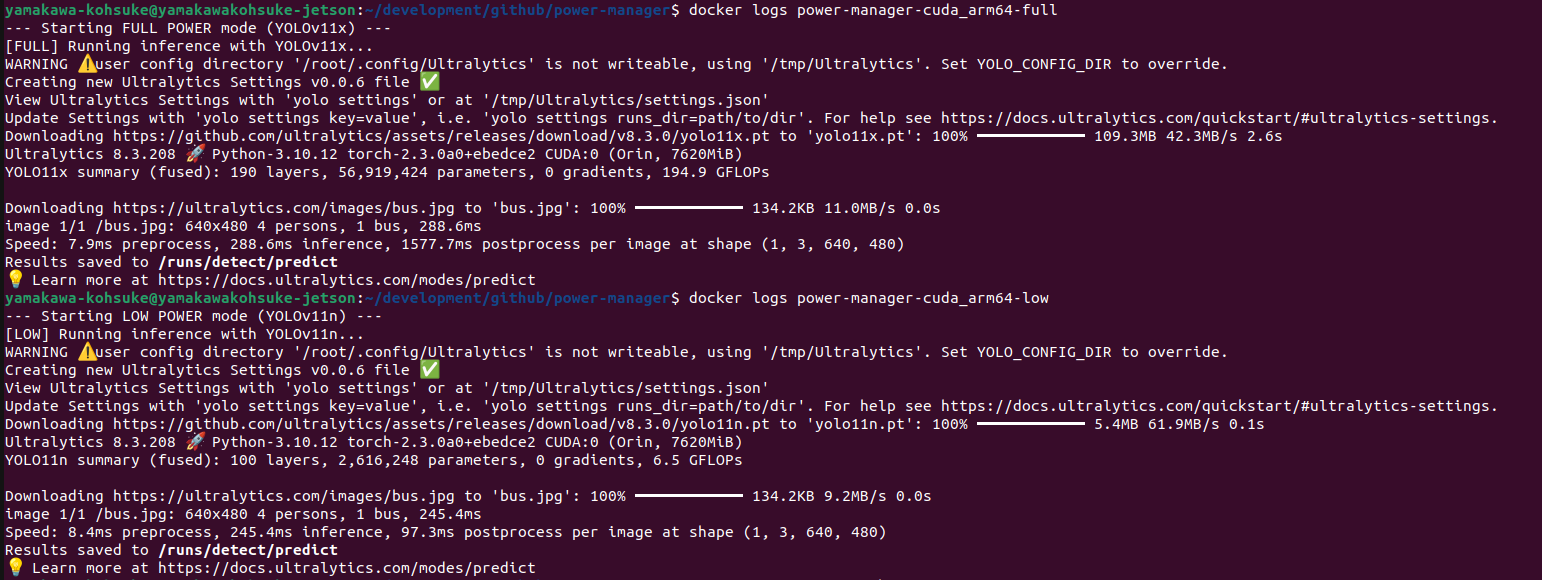 yamakawa-kohsuke@yamakawakohsuke-jetson:~/development/github/power-manager$ docker logs power-manager-cuda_arm64-full
--- Starting FULL POWER mode (YOLOv11x) ---
[FULL] Running inference with YOLOv11x...
WARNING ⚠️user config directory '/root/.config/Ultralytics' is not writeable, using '/tmp/Ultralytics'. Set YOLO_CONFIG_DIR to override.
Creating new Ultralytics Settings v0.0.6 file ✅
View Ultralytics Settings with 'yolo settings' or at '/tmp/Ultralytics/settings.json'
Update Settings with 'yolo settings key=value', i.e. 'yolo settings runs_dir=path/to/dir'. For help see https://docs.ultralytics.com/quickstart/#ultralytics-settings.
Downloading https://github.com/ultralytics/assets/releases/download/v8.3.0/yolo11x.pt to 'yolo11x.pt': 100% ━━━━━━━━━━━━ 109.3MB 42.3MB/s 2.6s
Ultralytics 8.3.208 🚀 Python-3.10.12 torch-2.3.0a0+ebedce2 CUDA:0 (Orin, 7620MiB)
YOLO11x summary (fused): 190 layers, 56,919,424 parameters, 0 gradients, 194.9 GFLOPs
Downloading https://ultralytics.com/images/bus.jpg to 'bus.jpg': 100% ━━━━━━━━━━━━ 134.2KB 11.0MB/s 0.0s
image 1/1 /bus.jpg: 640x480 4 persons, 1 bus, 288.6ms
Speed: 7.9ms preprocess, 288.6ms inference, 1577.7ms postprocess per image at shape (1, 3, 640, 480)
Results saved to /runs/detect/predict
💡 Learn more at https://docs.ultralytics.com/modes/predict
yamakawa-kohsuke@yamakawakohsuke-jetson:~/development/github/power-manager$ docker logs power-manager-cuda_arm64-low
--- Starting LOW POWER mode (YOLOv11n) ---
[LOW] Running inference with YOLOv11n...
WARNING ⚠️user config directory '/root/.config/Ultralytics' is not writeable, using '/tmp/Ultralytics'. Set YOLO_CONFIG_DIR to override.
Creating new Ultralytics Settings v0.0.6 file ✅
View Ultralytics Settings with 'yolo settings' or at '/tmp/Ultralytics/settings.json'
Update Settings with 'yolo settings key=value', i.e. 'yolo settings runs_dir=path/to/dir'. For help see https://docs.ultralytics.com/quickstart/#ultralytics-settings.
Downloading https://github.com/ultralytics/assets/releases/download/v8.3.0/yolo11n.pt to 'yolo11n.pt': 100% ━━━━━━━━━━━━ 5.4MB 61.9MB/s 0.1s
Ultralytics 8.3.208 🚀 Python-3.10.12 torch-2.3.0a0+ebedce2 CUDA:0 (Orin, 7620MiB)
YOLO11n summary (fused): 100 layers, 2,616,248 parameters, 0 gradients, 6.5 GFLOPs
Downloading https://ultralytics.com/images/bus.jpg to 'bus.jpg': 100% ━━━━━━━━━━━━ 134.2KB 9.2MB/s 0.0s
image 1/1 /bus.jpg: 640x480 4 persons, 1 bus, 245.4ms
Speed: 8.4ms preprocess, 245.4ms inference, 97.3ms postprocess per image at shape (1, 3, 640, 480)
Results saved to /runs/detect/predict
💡 Learn more at https://docs.ultralytics.com/modes/predict